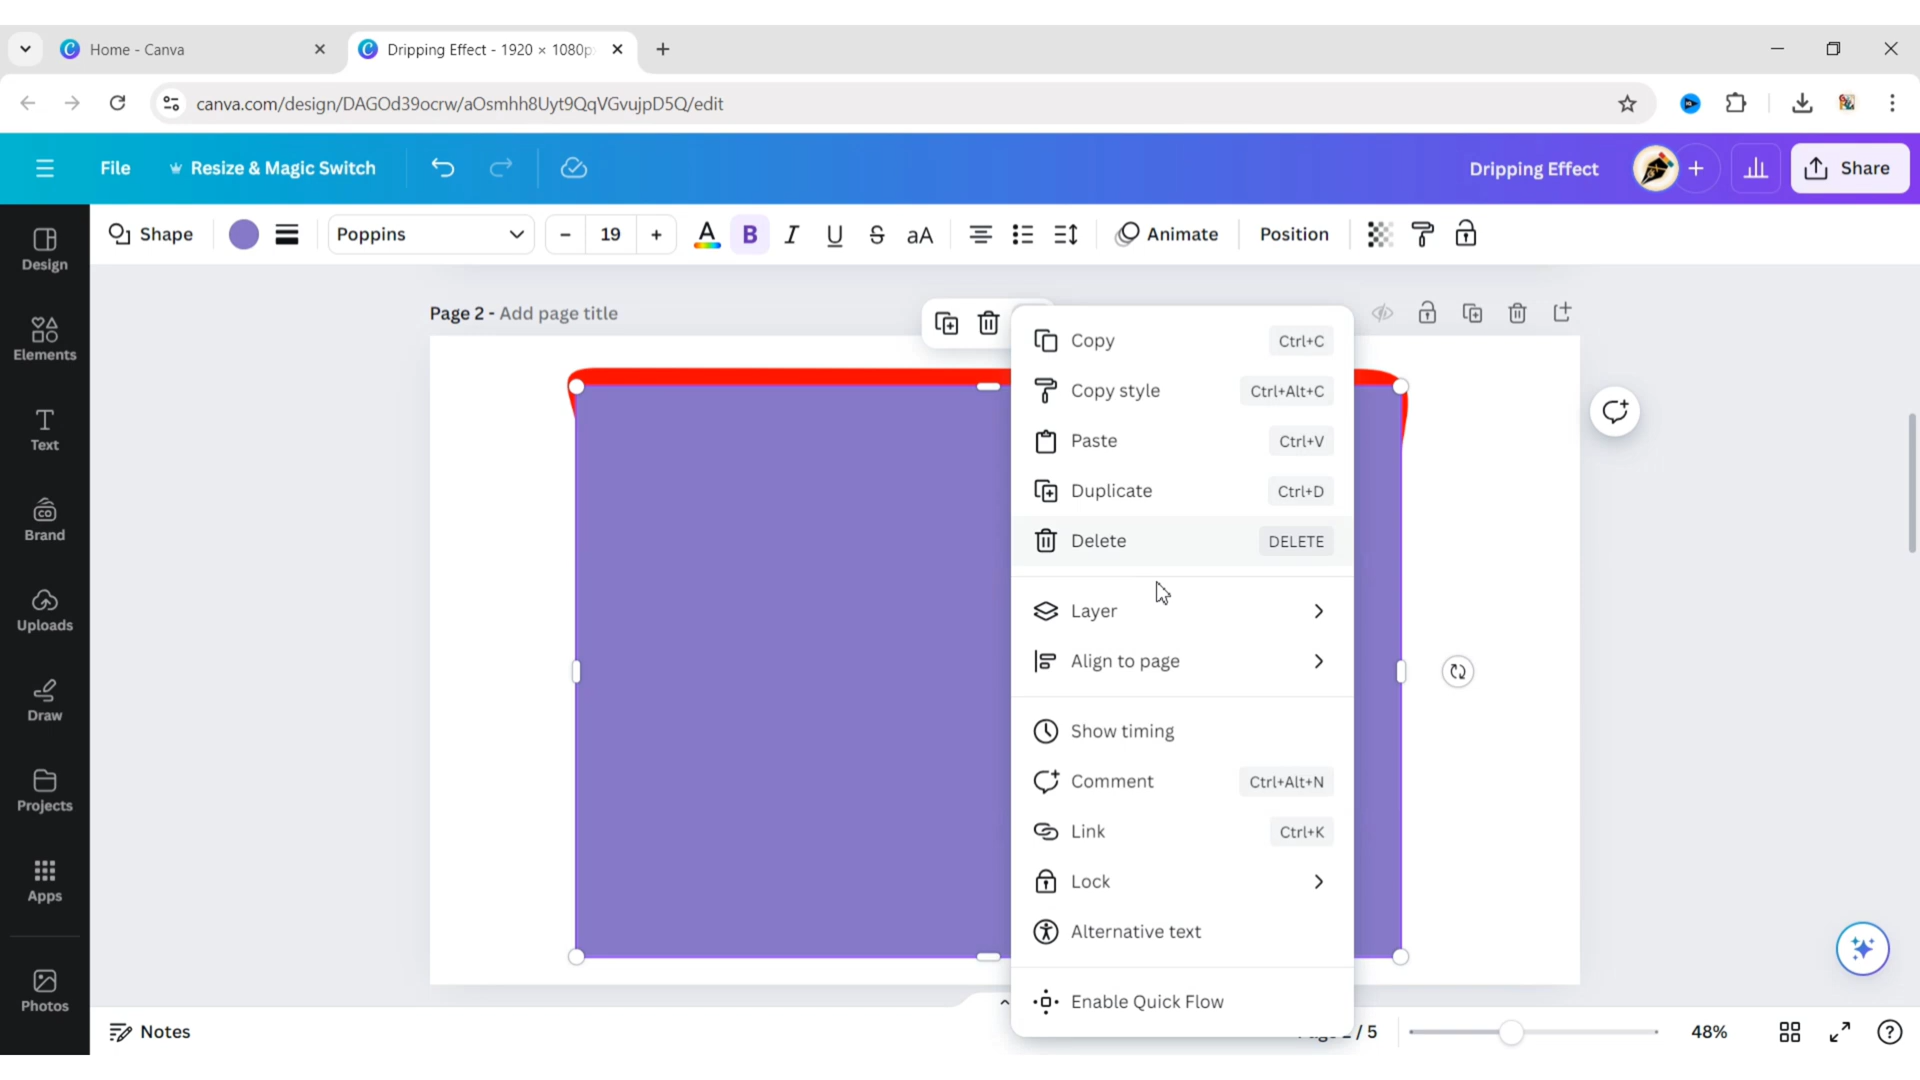 Home - Canva
Dripping Effect - 1920 × 1080p
canva.com/design/DAGOd39ocrw/aOsmhh8Uyt9QqVGvujpD5Q/edit
File
Resize & Magic Switch
Dripping Effect
Share
Shape
Poppins
19
B
aA
Animate
Position
Design
Elements
Text
Brand
Uploads
Draw
Projects
Apps
Photos
Page 2 - Add page title
Copy
Ctrl+C
Copy style
Ctrl+Alt+C
Paste
Ctrl+V
Duplicate
Ctrl+D
Delete
DELETE
Layer
Align to page
Show timing
Comment
Ctrl+Alt+N
Link
Ctrl+K
Lock
Alternative text
Enable Quick Flow
Notes
/ 5
48%